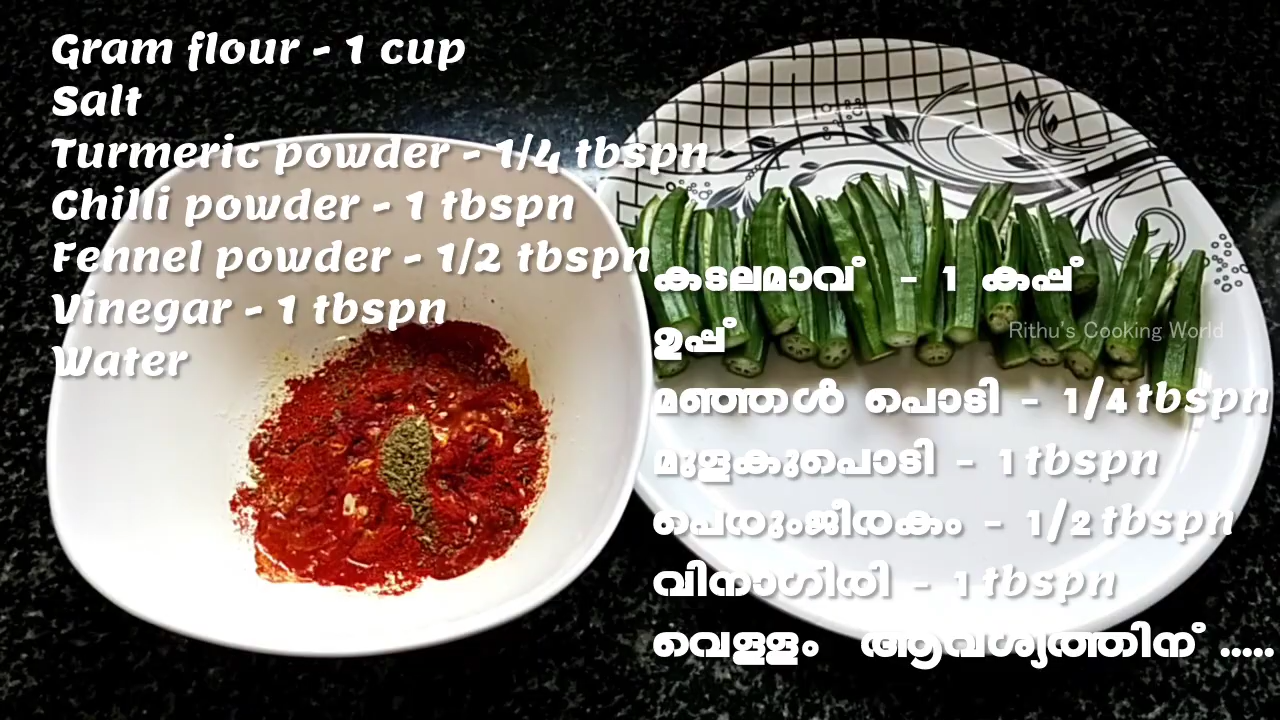 Gram flour - 1 cup
Salt
Turmeric powder - 1/4 tbspn
Chilli powder - 1 tbspn
Fennel powder - 1/2 tbspn
Vinegar - 1 tbspn
Water
കടലമാവ് - 1 കപ്പ്
ഉപ്പ്
മഞ്ഞൾ പൊടി - 1/4 tbspn
മുളകുപൊടി - 1 tbspn
പെരുംജീരകം - 1/2 tbspn
വിനാഗിരി - 1 tbspn
വെള്ളം ആവശ്യത്തിന് .....
Rithu's Cooking World